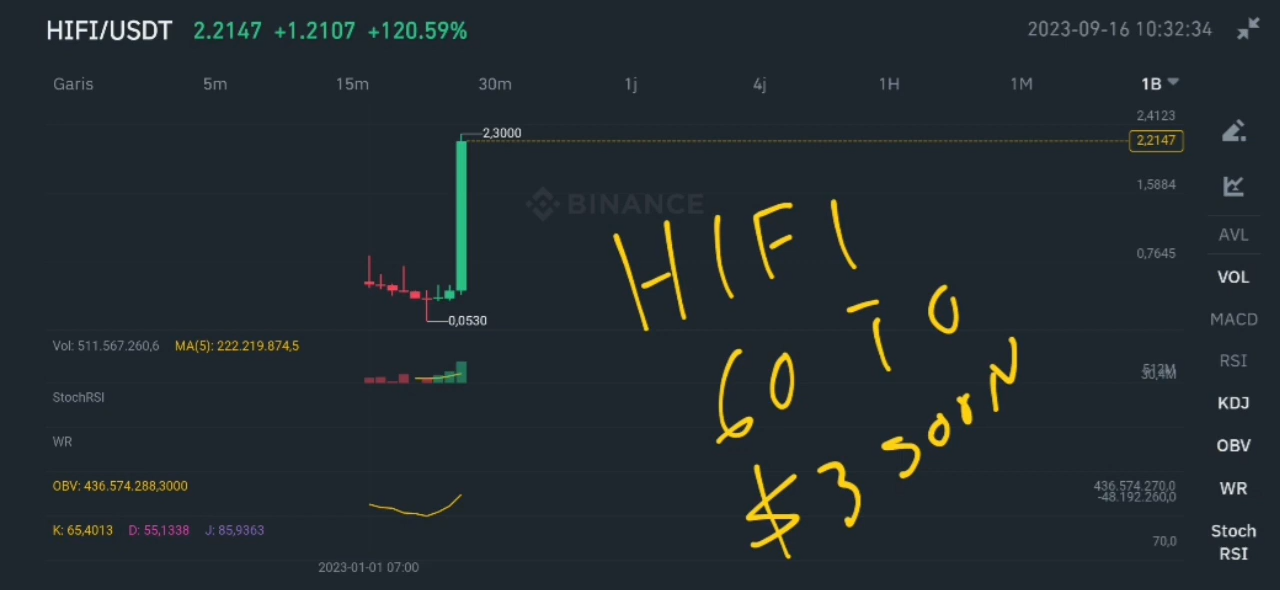 HIFI/USDT 2.2147 +1.2107 +120.59% 2023-09-16 10:32:34
Garis 5m 15m 30m 1j 4j 1H 1M 1B
2,4123
2,3000
2,2147
1,5884
BINANCE
AVL
0,7645
VOL
0,0530
MACD
Vol: 511.567.260,6 MA(5): 222.219.874,5
RSI
512M
30,4M
StochRSI
KDJ
WR
OBV
OBV: 436.574.288,3000
436.574.270,0
-48.192.260,0
WR
K: 65,4013 D: 55,1338 J: 85,9363
70,0
Stoch
RSI
2023-01-01 07:00
HIFI
GO TO
$3 SOON